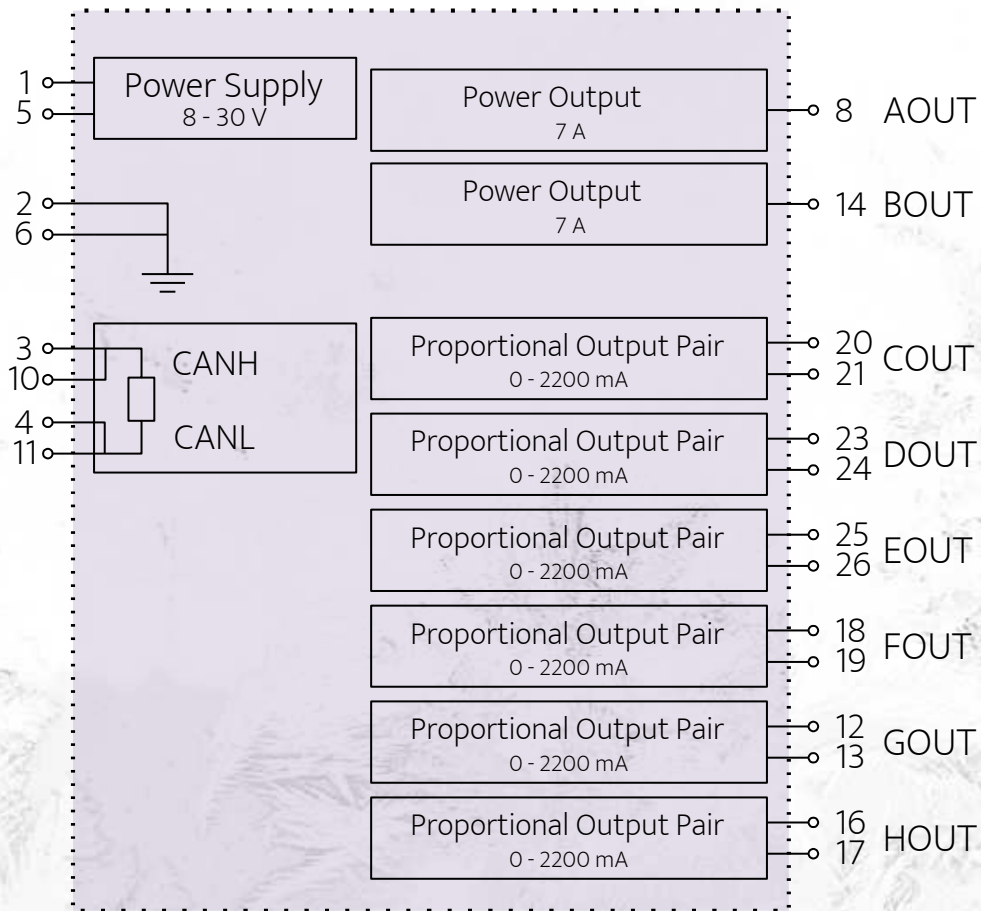 1
5
Power Supply
8 - 30 V
Power Output
7 A
8 AOUT
Power Output
7 A
14 BOUT
2
6
3
10
4
11
CANH
CANL
Proportional Output Pair
0 - 2200 mA
20
21
COUT
Proportional Output Pair
0 - 2200 mA
23
24
DOUT
Proportional Output Pair
0 - 2200 mA
25
26
EOUT
Proportional Output Pair
0 - 2200 mA
18
19
FOUT
Proportional Output Pair
0 - 2200 mA
12
13
GOUT
Proportional Output Pair
0 - 2200 mA
16
17
HOUT